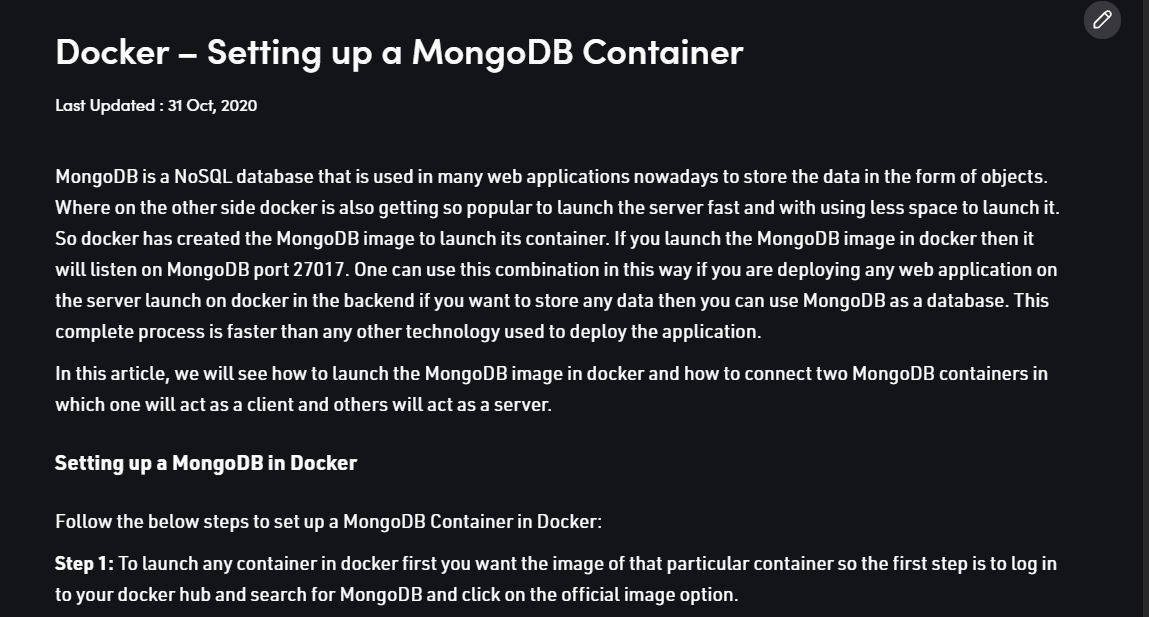 Docker – Setting up a MongoDB Container
Last Updated : 31 Oct, 2020
MongoDB is a NoSQL database that is used in many web applications nowadays to store the data in the form of objects.
Where on the other side docker is also getting so popular to launch the server fast and with using less space to launch it.
So docker has created the MongoDB image to launch its container. If you launch the MongoDB image in docker then it
will listen on MongoDB port 27017. One can use this combination in this way if you are deploying any web application on
the server launch on docker in the backend if you want to store any data then you can use MongoDB as a database. This
complete process is faster than any other technology used to deploy the application.
In this article, we will see how to launch the MongoDB image in docker and how to connect two MongoDB containers in
which one will act as a client and others will act as a server.
Setting up a MongoDB in Docker
Follow the below steps to set up a MongoDB Container in Docker:
Step 1: To launch any container in docker first you want the image of that particular container so the first step is to log in
to your docker hub and search for MongoDB and click on the official image option.